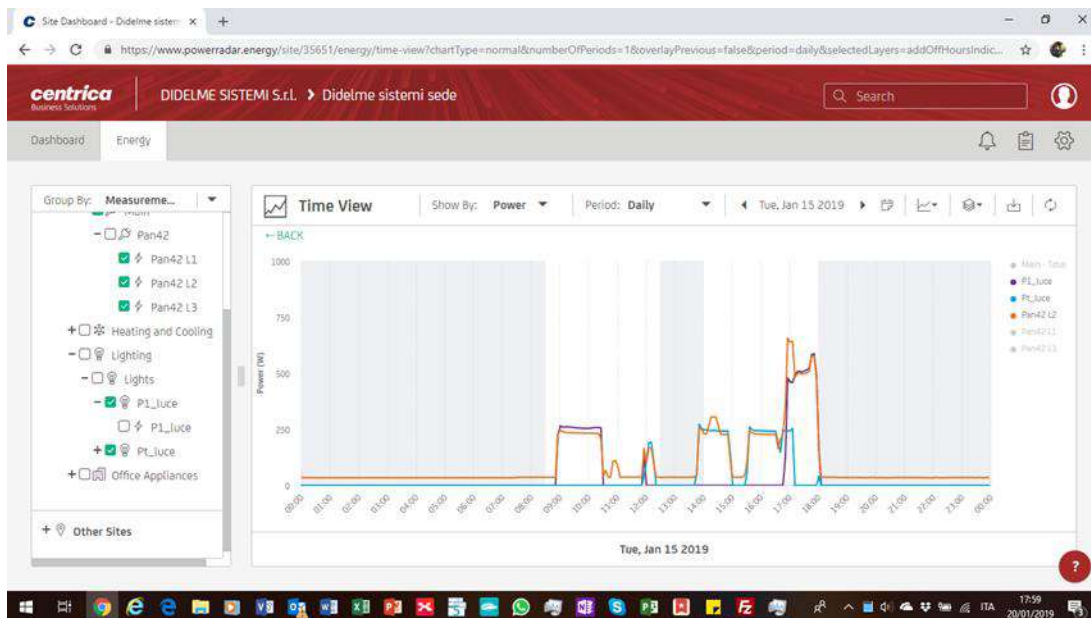 Site Dashboard - Didelme sistem
https://www.powerradar.energy/site/35651/energy/time-view?chartType=normal&numberOfPeriods=1&overlayPrevious=false&period=daily&selectedLayers=addOffHoursIndic...
centrica
Business Solutions
DIDELME SISTEMI S.r.l. > Didelme sistemi sede
Search
Dashboard Energy
Group By: Measureme...
Main
Pan42
Pan42 L1
Pan42 L2
Pan42 L3
Heating and Cooling
Lighting
Lights
P1_luce
P1_luce
Pt_luce
Office Appliances
Other Sites
Time View Show By: Power Period: Daily Tue, Jan 15 2019
←BACK
1000
750
500
250
0
Power (W)
00:00 01:00 02:00 03:00 04:00 05:00 06:00 07:00 08:00 09:00 10:00 11:00 12:00 13:00 14:00 15:00 16:00 17:00 18:00 19:00 20:00 21:00 22:00 23:00 00:00
Main - Total
P1_luce
Pt_luce
Pan42 L2
Pan42 L1
Pan42 L3
Tue, Jan 15 2019
?
ITA
17:59
20/01/2019